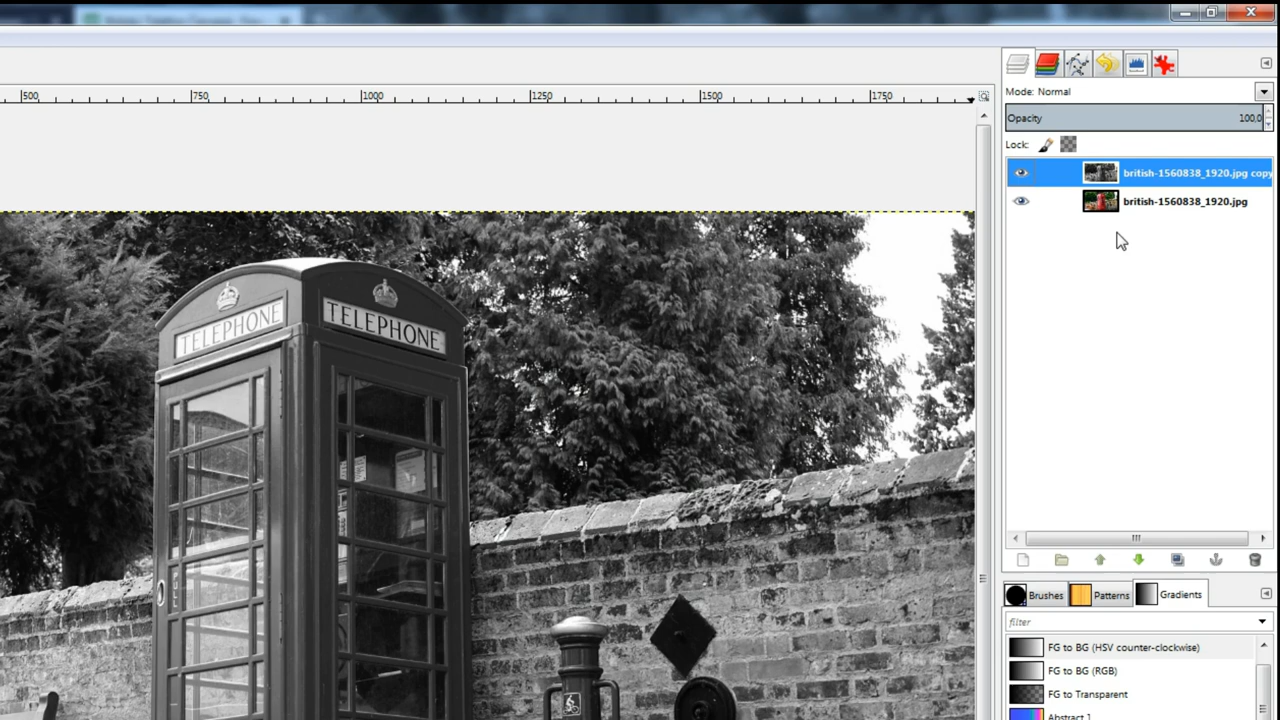 500
750
1000
1250
1500
1750
Mode: Normal
Opacity
100,0
Lock:
british-1560838_1920.jpg copy
british-1560838_1920.jpg
TELEPHONE
TELEPHONE
PULL
Brushes
Patterns
Gradients
filter
FG to BG (HSV counter-clockwise)
FG to BG (RGB)
FG to Transparent
Abstract 1